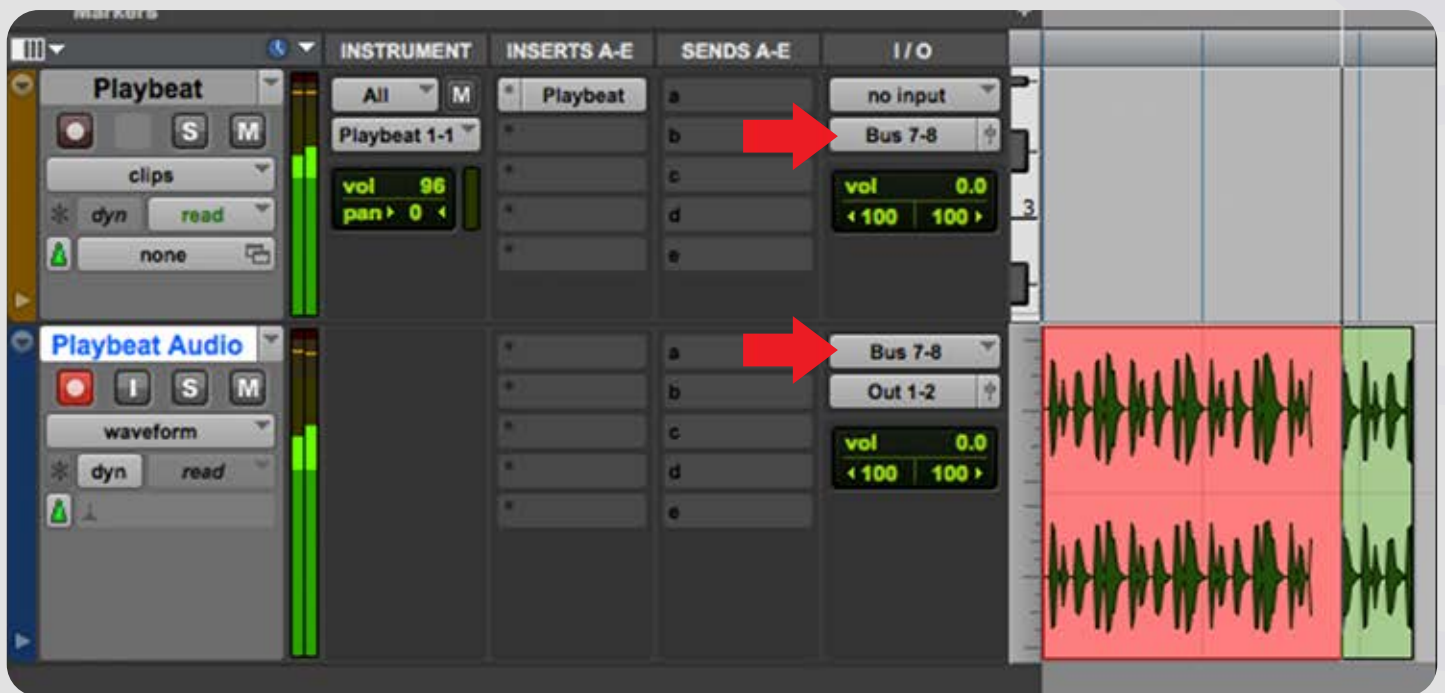 Markers
INSTRUMENT INSERTS A-E SENDS A-E I / O
Playbeat All M Playbeat a no input
S M Playbeat 1-1 b Bus 7-8
clips c
vol 96 vol 0.0
dyn read pan 0 d 100 100 3
none e
Playbeat Audio a Bus 7-8
I S M b Out 1-2
waveform c vol 0.0
dyn read d 100 100
e